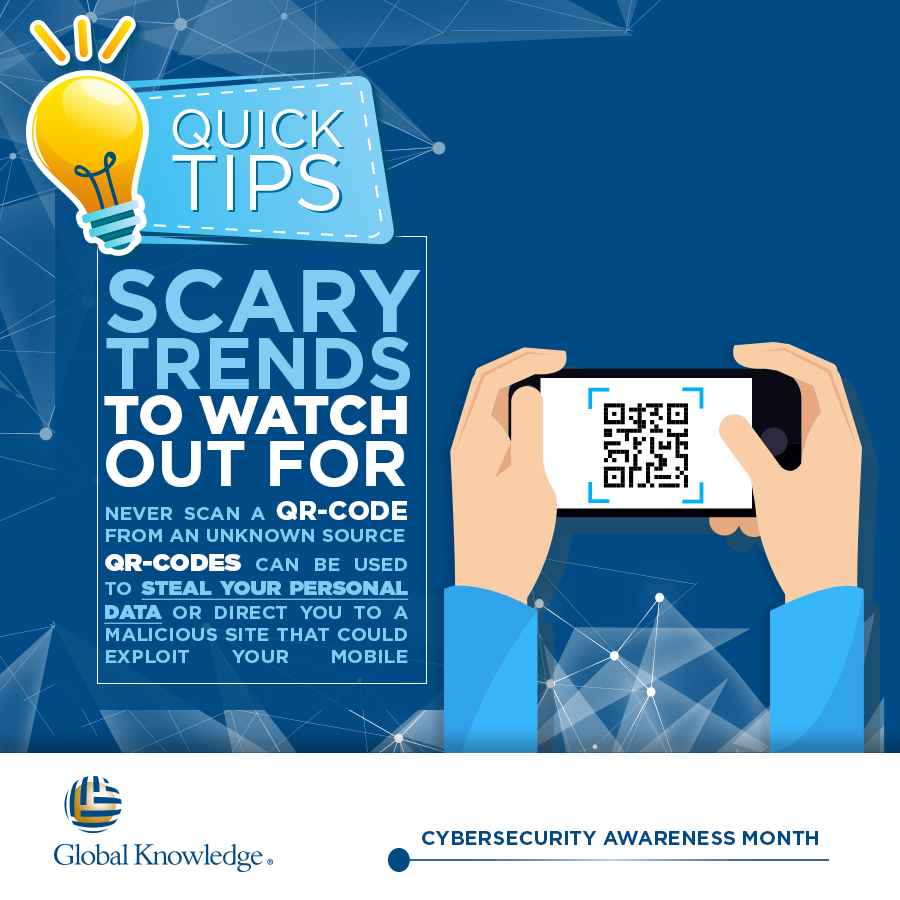 QUICK
TIPS
SCARY
TRENDS
TO WATCH
OUT FOR
NEVER SCAN A QR-CODE
FROM AN UNKNOWN SOURCE
QR-CODES CAN BE USED
TO STEAL YOUR PERSONAL
DATA OR DIRECT YOU TO A
MALICIOUS SITE THAT COULD
EXPLOIT YOUR MOBILE
Global Knowledge®
CYBERSECURITY AWARENESS MONTH